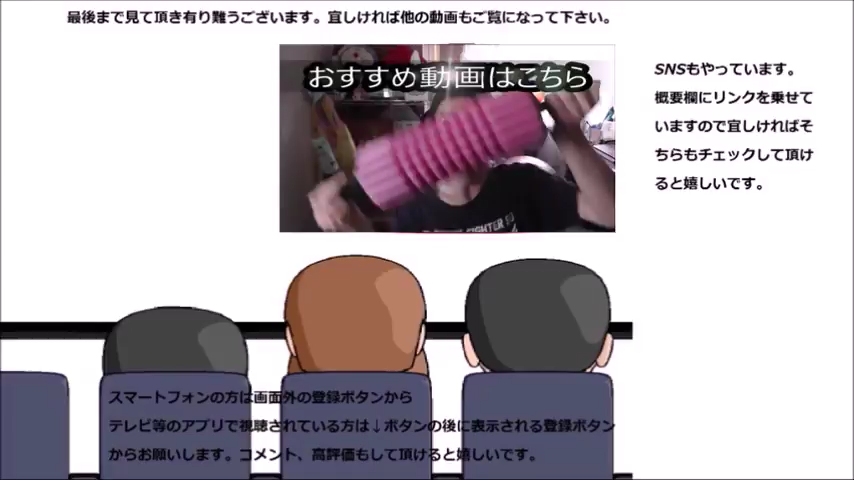 最後まで見て頂き有り難うございます。宜しければ他の動画もご覧になって下さい。
おすすめ動画はこちら
SNSもやっています。
概要欄にリンクを乗せて
いますので宜しければそ
ちらもチェックして頂け
ると嬉しいです。
スマートフォンの方は画面外の登録ボタンから
テレビ等のアプリで視聴されている方は↓ボタンの後に表示される登録ボタン
からお願いします。コメント、高評価もして頂けると嬉しいです。